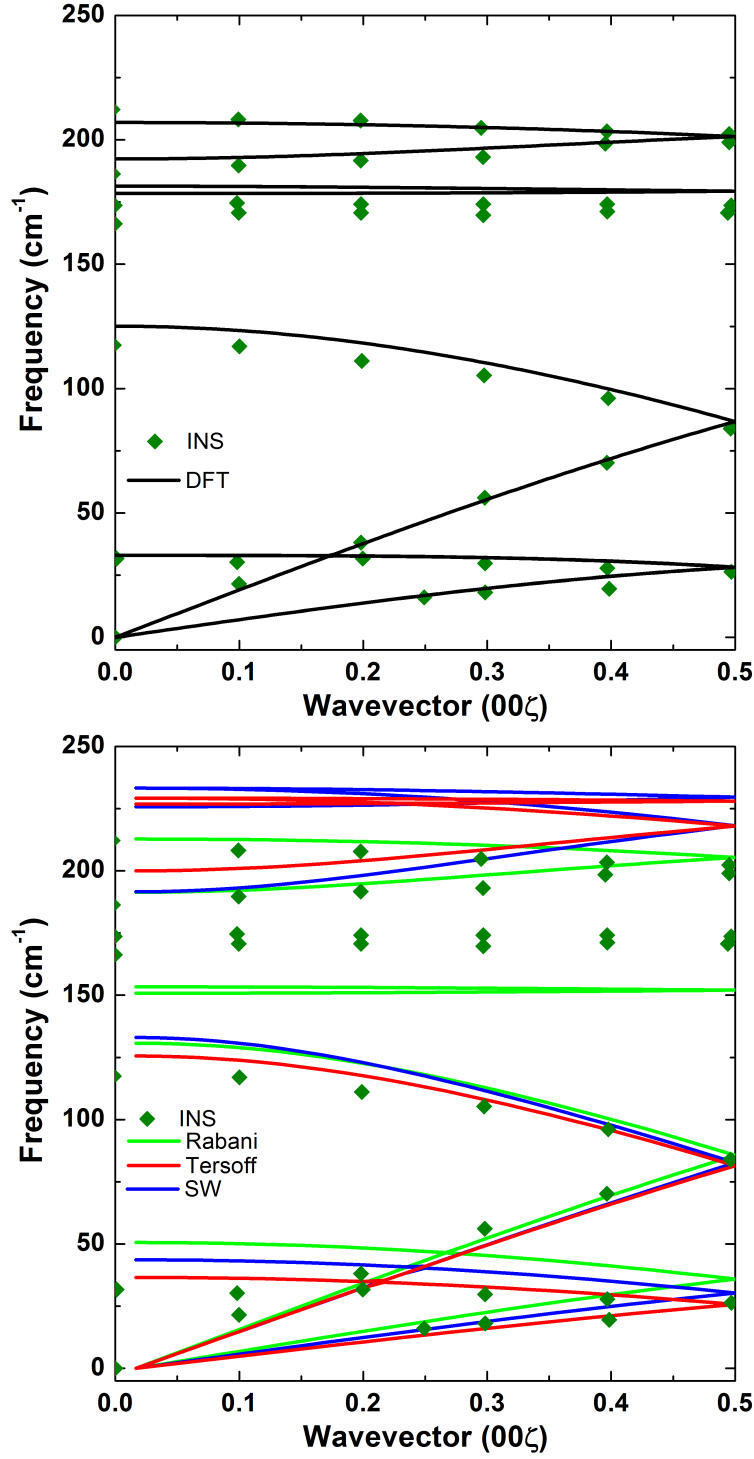 250
200
150
100
50
0
Frequency (cm⁻¹)
INS
DFT
0.0 0.1 0.2 0.3 0.4 0.5
Wavevector (00ζ)
250
200
150
100
50
0
Frequency (cm⁻¹)
INS
Rabani
Tersoff
SW
0.0 0.1 0.2 0.3 0.4 0.5
Wavevector (00ζ)